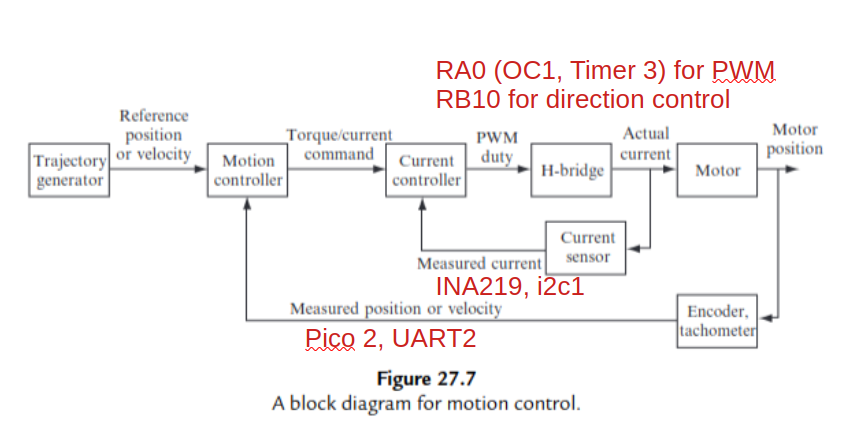 RA0 (OC1, Timer 3) for PWM
RB10 for direction control
Reference
position
or velocity
Torque/current
command
PWM
duty
Actual
current
Motor
position
Trajectory
generator
Motion
controller
Current
controller
H-bridge
Motor
Current
sensor
Measured current
INA219, i2c1
Measured position or velocity
Encoder,
tachometer
Pico 2, UART2
Figure 27.7
A block diagram for motion control.